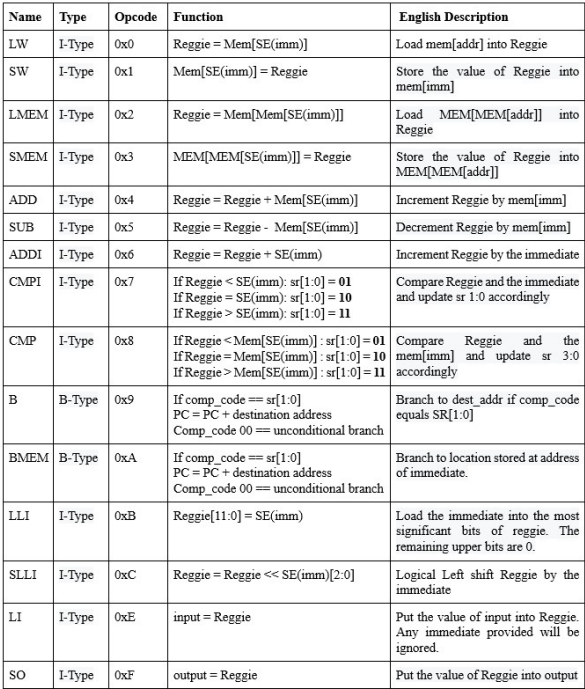 Name Type Opcode Function English Description
LW I-Type 0x0 Reggie = Mem[SE(imm)] Load mem[addr] into Reggie
SW I-Type 0x1 Mem[SE(imm)] = Reggie Store the value of Reggie into
mem[imm]
LMEM I-Type 0x2 Reggie = Mem[Mem[SE(imm)]] Load MEM[MEM[addr]] into
Reggie
SMEM I-Type 0x3 MEM[MEM[SE(imm)]] = Reggie Store the value of Reggie into
MEM[MEM[addr]]
ADD I-Type 0x4 Reggie = Reggie + Mem[SE(imm)] Increment Reggie by mem[imm]
SUB I-Type 0x5 Reggie = Reggie - Mem[SE(imm)] Decrement Reggie by mem[imm]
ADDI I-Type 0x6 Reggie = Reggie + SE(imm) Increment Reggie by the immediate
CMPI I-Type 0x7 If Reggie < SE(imm): sr[1:0] = 01 Compare Reggie and the immediate
If Reggie = SE(imm): sr[1:0] = 10 and update sr 1:0 accordingly
If Reggie > SE(imm): sr[1:0] = 11
CMP I-Type 0x8 If Reggie < Mem[SE(imm)] : sr[1:0] = 01 Compare Reggie and the
If Reggie = Mem[SE(imm)] : sr[1:0] = 10 mem[imm] and update sr 3:0
If Reggie > Mem[SE(imm)] : sr[1:0] = 11 accordingly
B B-Type 0x9 If comp_code == sr[1:0] Branch to dest_addr if comp_code
PC = PC + destination address equals SR[1:0]
Comp_code 00 == unconditional branch
BMEM B-Type 0xA If comp_code == sr[1:0] Branch to location stored at address
PC = PC + destination address of immediate.
Comp_code 00 == unconditional branch
LLI I-Type 0xB Reggie[11:0] = SE(imm) Load the immediate into the most
significant bits of reggie. The
remaining upper bits are 0.
SLLI I-Type 0xC Reggie = Reggie << SE(imm)[2:0] Logical Left shift Reggie by the
immediate
LI I-Type 0xE input = Reggie Put the value of input into Reggie.
Any immediate provided will be
ignored.
SO I-Type 0xF output = Reggie Put the value of Reggie into output